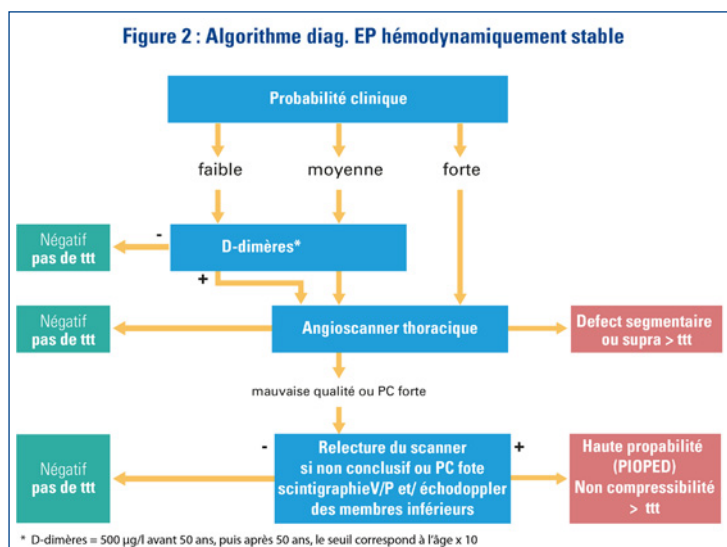 Figure 2 : Algorithme diag. EP hémodynamiquement stable
Probabilité clinique
faible
moyenne
forte
Négatif
pas de ttt
-
D-dimères*
+
Négatif
pas de ttt
Angioscanner thoracique
Defect segmentaire
ou supra > ttt
mauvaise qualité ou PC forte
Négatif
pas de ttt
-
Relecture du scanner
si non conclusif ou PC fote
scintigraphieV/P et/ échodoppler
des membres inférieurs
+
Haute propabilité
(PIOPED)
Non compressibilité
> ttt
* D-dimères = 500 µg/l avant 50 ans, puis après 50 ans, le seuil correspond à l'âge x 10